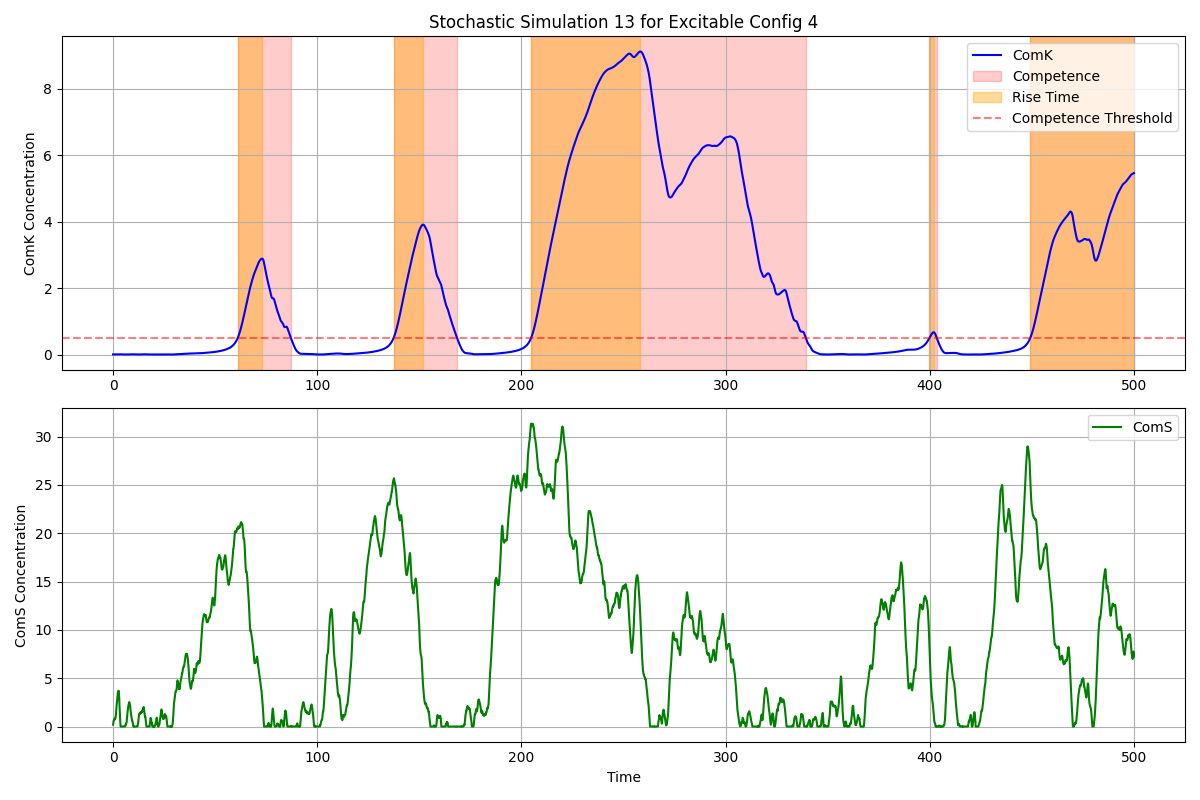 Stochastic Simulation 13 for Excitable Config 4
ComK Concentration
8
6
4
2
0
0 100 200 300 400 500
ComK
Competence
Rise Time
Competence Threshold
ComS Concentration
30
25
20
15
10
5
0
0 100 200 300 400 500
ComS
Time